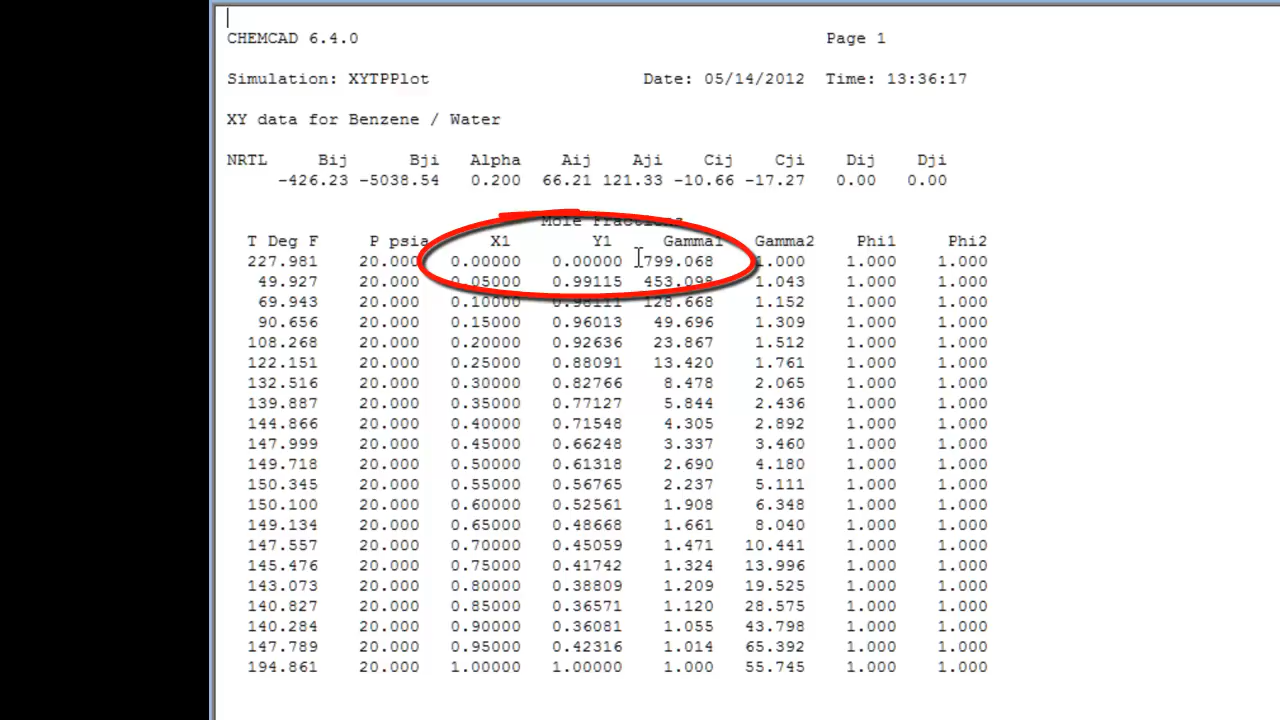 CHEMCAD 6.4.0 Page 1
Simulation: XYTPPlot Date: 05/14/2012 Time: 13:36:17
XY data for Benzene / Water
NRTL Bij Bji Alpha Aij Aji Cij Cji Dij Dji
-426.23 -5038.54 0.200 66.21 121.33 -10.66 -17.27 0.00 0.00
Mole Fractions
T Deg F P psia X1 Y1 Gamma1 Gamma2 Phi1 Phi2
227.981 20.000 0.00000 0.00000 799.068 1.000 1.000 1.000
49.927 20.000 0.05000 0.99115 453.098 1.043 1.000 1.000
69.943 20.000 0.10000 0.98111 128.668 1.152 1.000 1.000
90.656 20.000 0.15000 0.96013 49.696 1.309 1.000 1.000
108.268 20.000 0.20000 0.92636 23.867 1.512 1.000 1.000
122.151 20.000 0.25000 0.88091 13.420 1.761 1.000 1.000
132.516 20.000 0.30000 0.82766 8.478 2.065 1.000 1.000
139.887 20.000 0.35000 0.77127 5.844 2.436 1.000 1.000
144.866 20.000 0.40000 0.71548 4.305 2.892 1.000 1.000
147.999 20.000 0.45000 0.66248 3.337 3.460 1.000 1.000
149.718 20.000 0.50000 0.61318 2.690 4.180 1.000 1.000
150.345 20.000 0.55000 0.56765 2.237 5.111 1.000 1.000
150.100 20.000 0.60000 0.52561 1.908 6.348 1.000 1.000
149.134 20.000 0.65000 0.48668 1.661 8.040 1.000 1.000
147.557 20.000 0.70000 0.45059 1.471 10.441 1.000 1.000
145.476 20.000 0.75000 0.41742 1.324 13.996 1.000 1.000
143.073 20.000 0.80000 0.38809 1.209 19.525 1.000 1.000
140.827 20.000 0.85000 0.36571 1.120 28.575 1.000 1.000
140.284 20.000 0.90000 0.36081 1.055 43.798 1.000 1.000
147.789 20.000 0.95000 0.42316 1.014 65.392 1.000 1.000
194.861 20.000 1.00000 1.00000 1.000 55.745 1.000 1.000